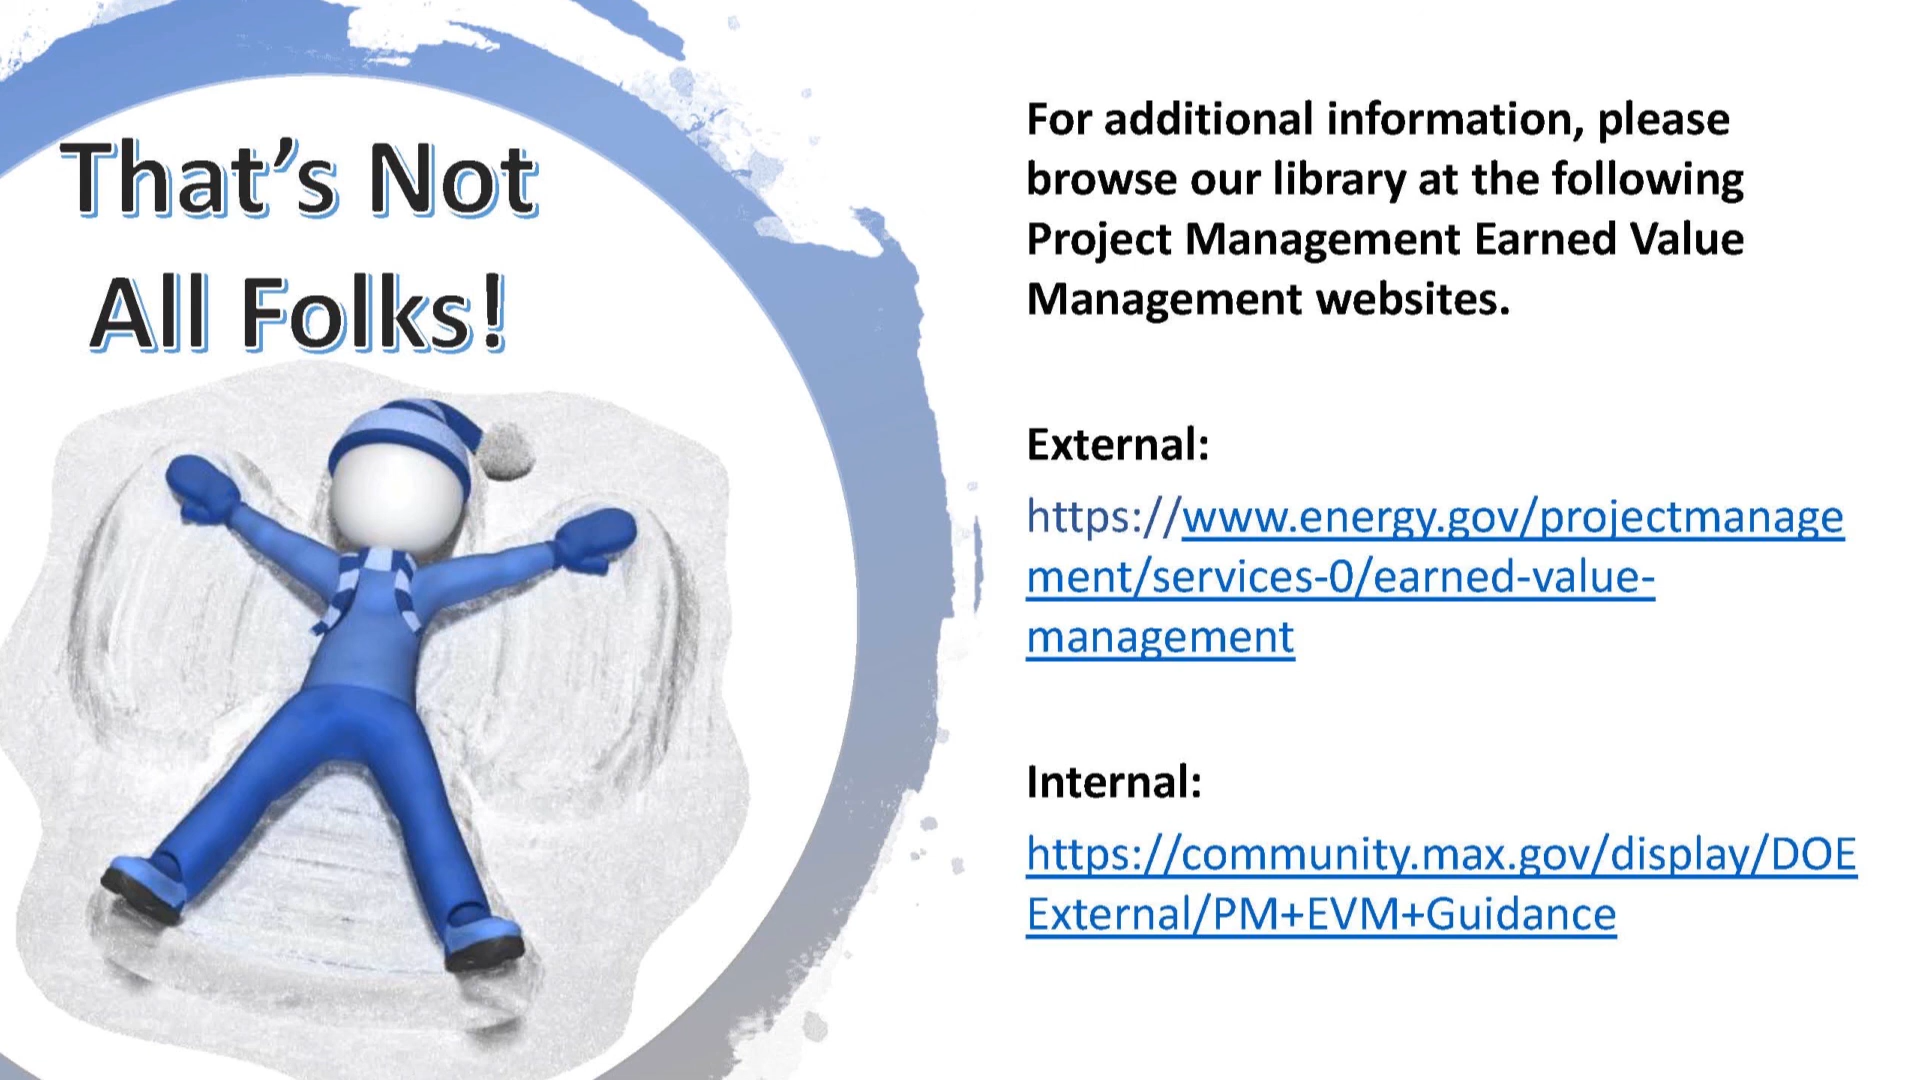 That's Not
All Folks!
For additional information, please
browse our library at the following
Project Management Earned Value
Management websites.
External:
https://www.energy.gov/projectmanage
ment/services-0/earned-value-
management
Internal:
https://community.max.gov/display/DOE
External/PM+EVM+Guidance